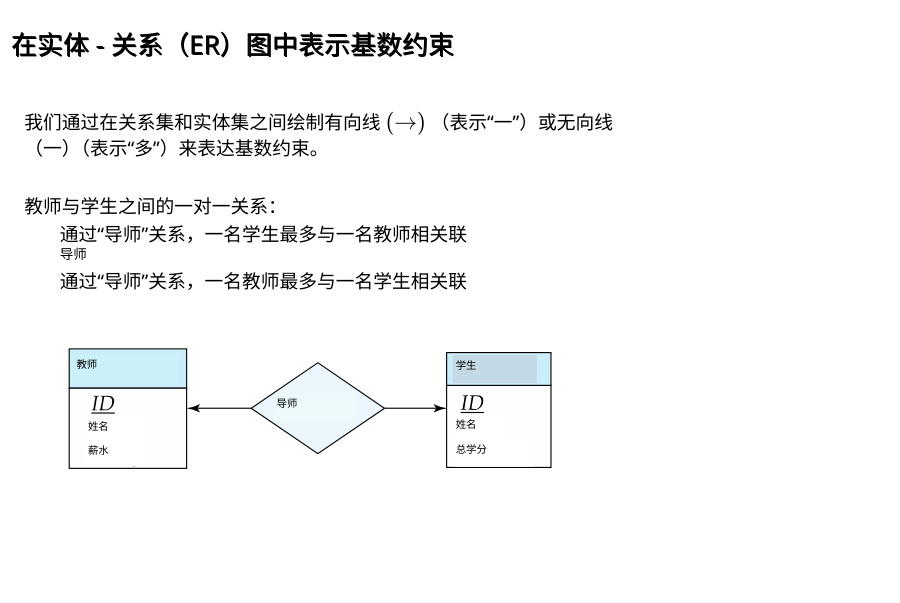 在实体 - 关系（ER）图中表示基数约束
我们通过在关系集和实体集之间绘制有向线 (→) （表示“一”）或无向线
（—）（表示“多”）来表达基数约束。
教师与学生之间的一对一关系：
通过“导师”关系，一名学生最多与一名教师相关联
导师
通过“导师”关系，一名教师最多与一名学生相关联
教师
ID
姓名
薪水
导师
学生
ID
姓名
总学分